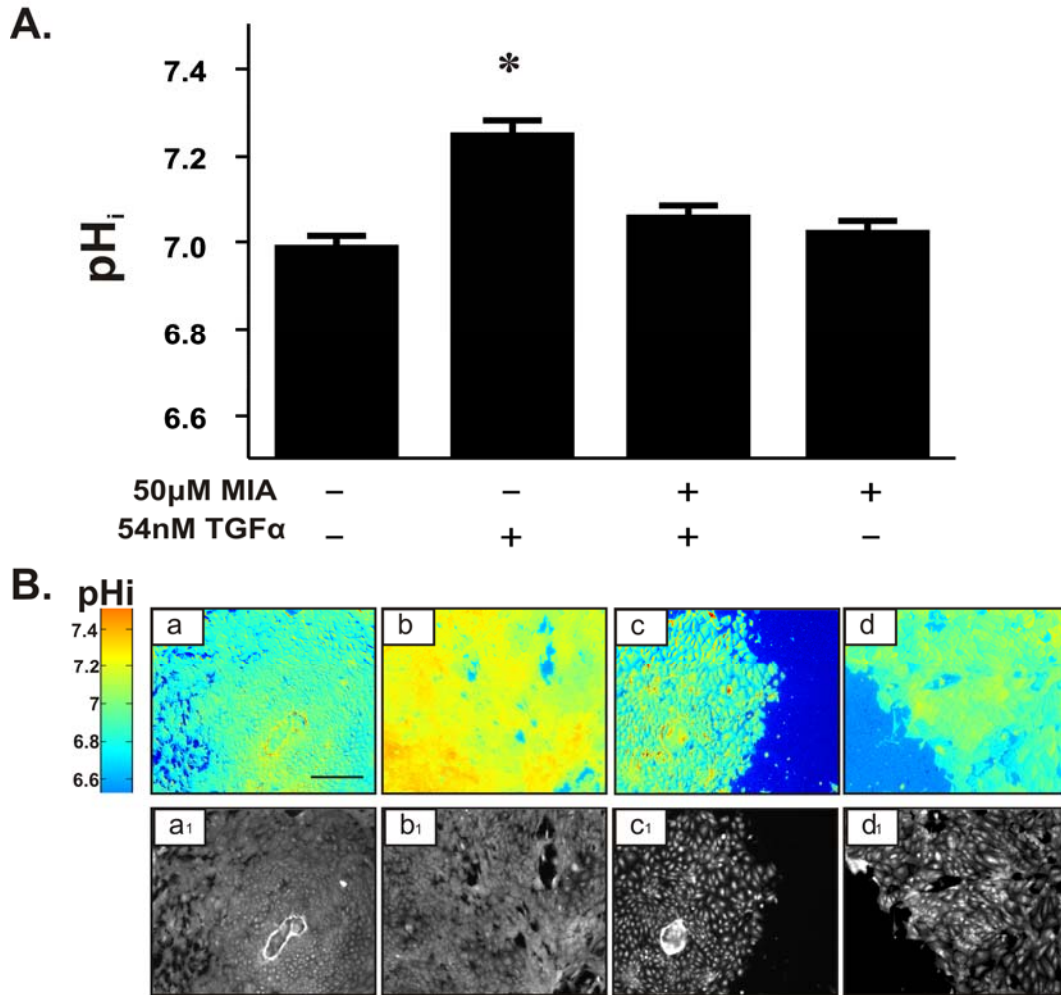 A.
pHi
7.4
7.2
7.0
6.8
6.6
*
50µM MIA − − + +
54nM TGFα − + + −
B. pHi
7.4
7.2
7
6.8
6.6
a b c d
a1 b1 c1 d1